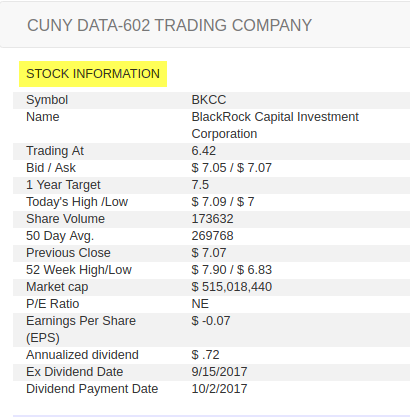 CUNY DATA-602 TRADING COMPANY
STOCK INFORMATION
Symbol BKCC
Name BlackRock Capital Investment
Corporation
Trading At 6.42
Bid / Ask $ 7.05 / $ 7.07
1 Year Target 7.5
Today's High /Low $ 7.09 / $ 7
Share Volume 173632
50 Day Avg. 269768
Previous Close $ 7.07
52 Week High/Low $ 7.90 / $ 6.83
Market cap $ 515,018,440
P/E Ratio NE
Earnings Per Share $ -0.07
(EPS)
Annualized dividend $ .72
Ex Dividend Date 9/15/2017
Dividend Payment Date 10/2/2017